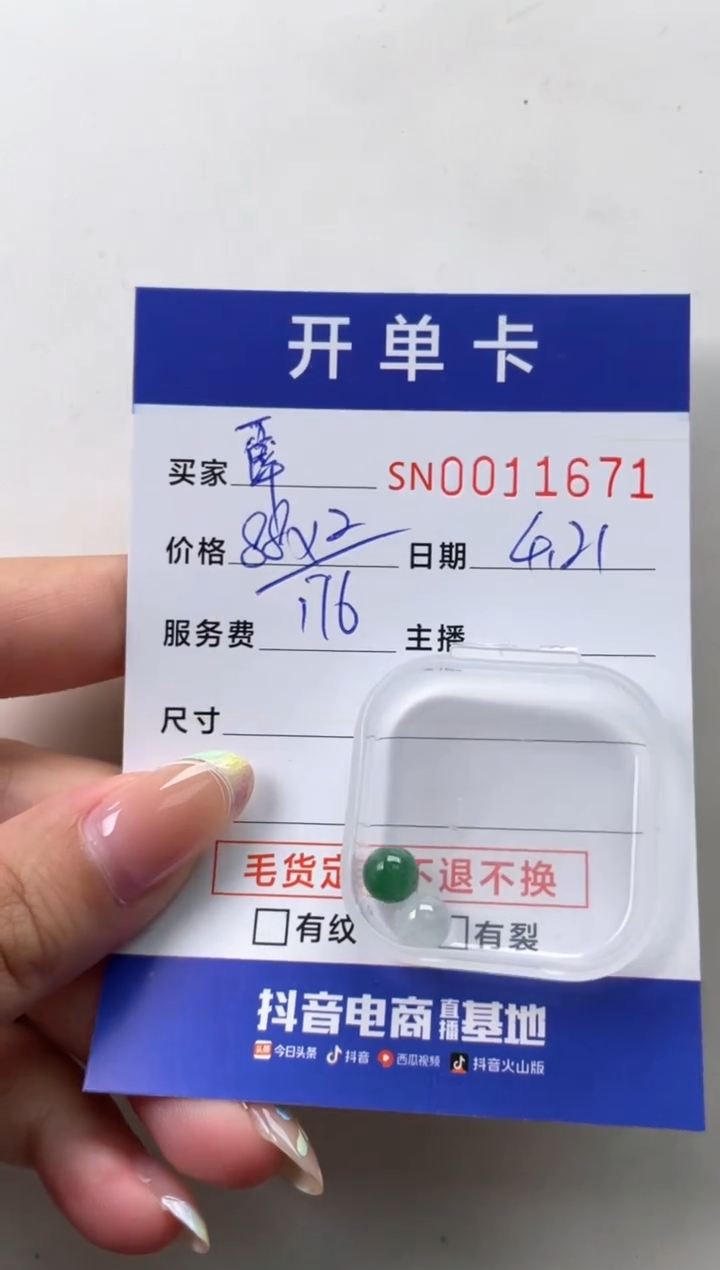 开单卡
买家 SN0011671
价格 88x2 日期 4.21
服务费 176 主播
尺寸
毛货定 不退不换
有纹 有裂
抖音电商直播基地
头条 今日头条 抖音 西瓜视频 抖音火山版